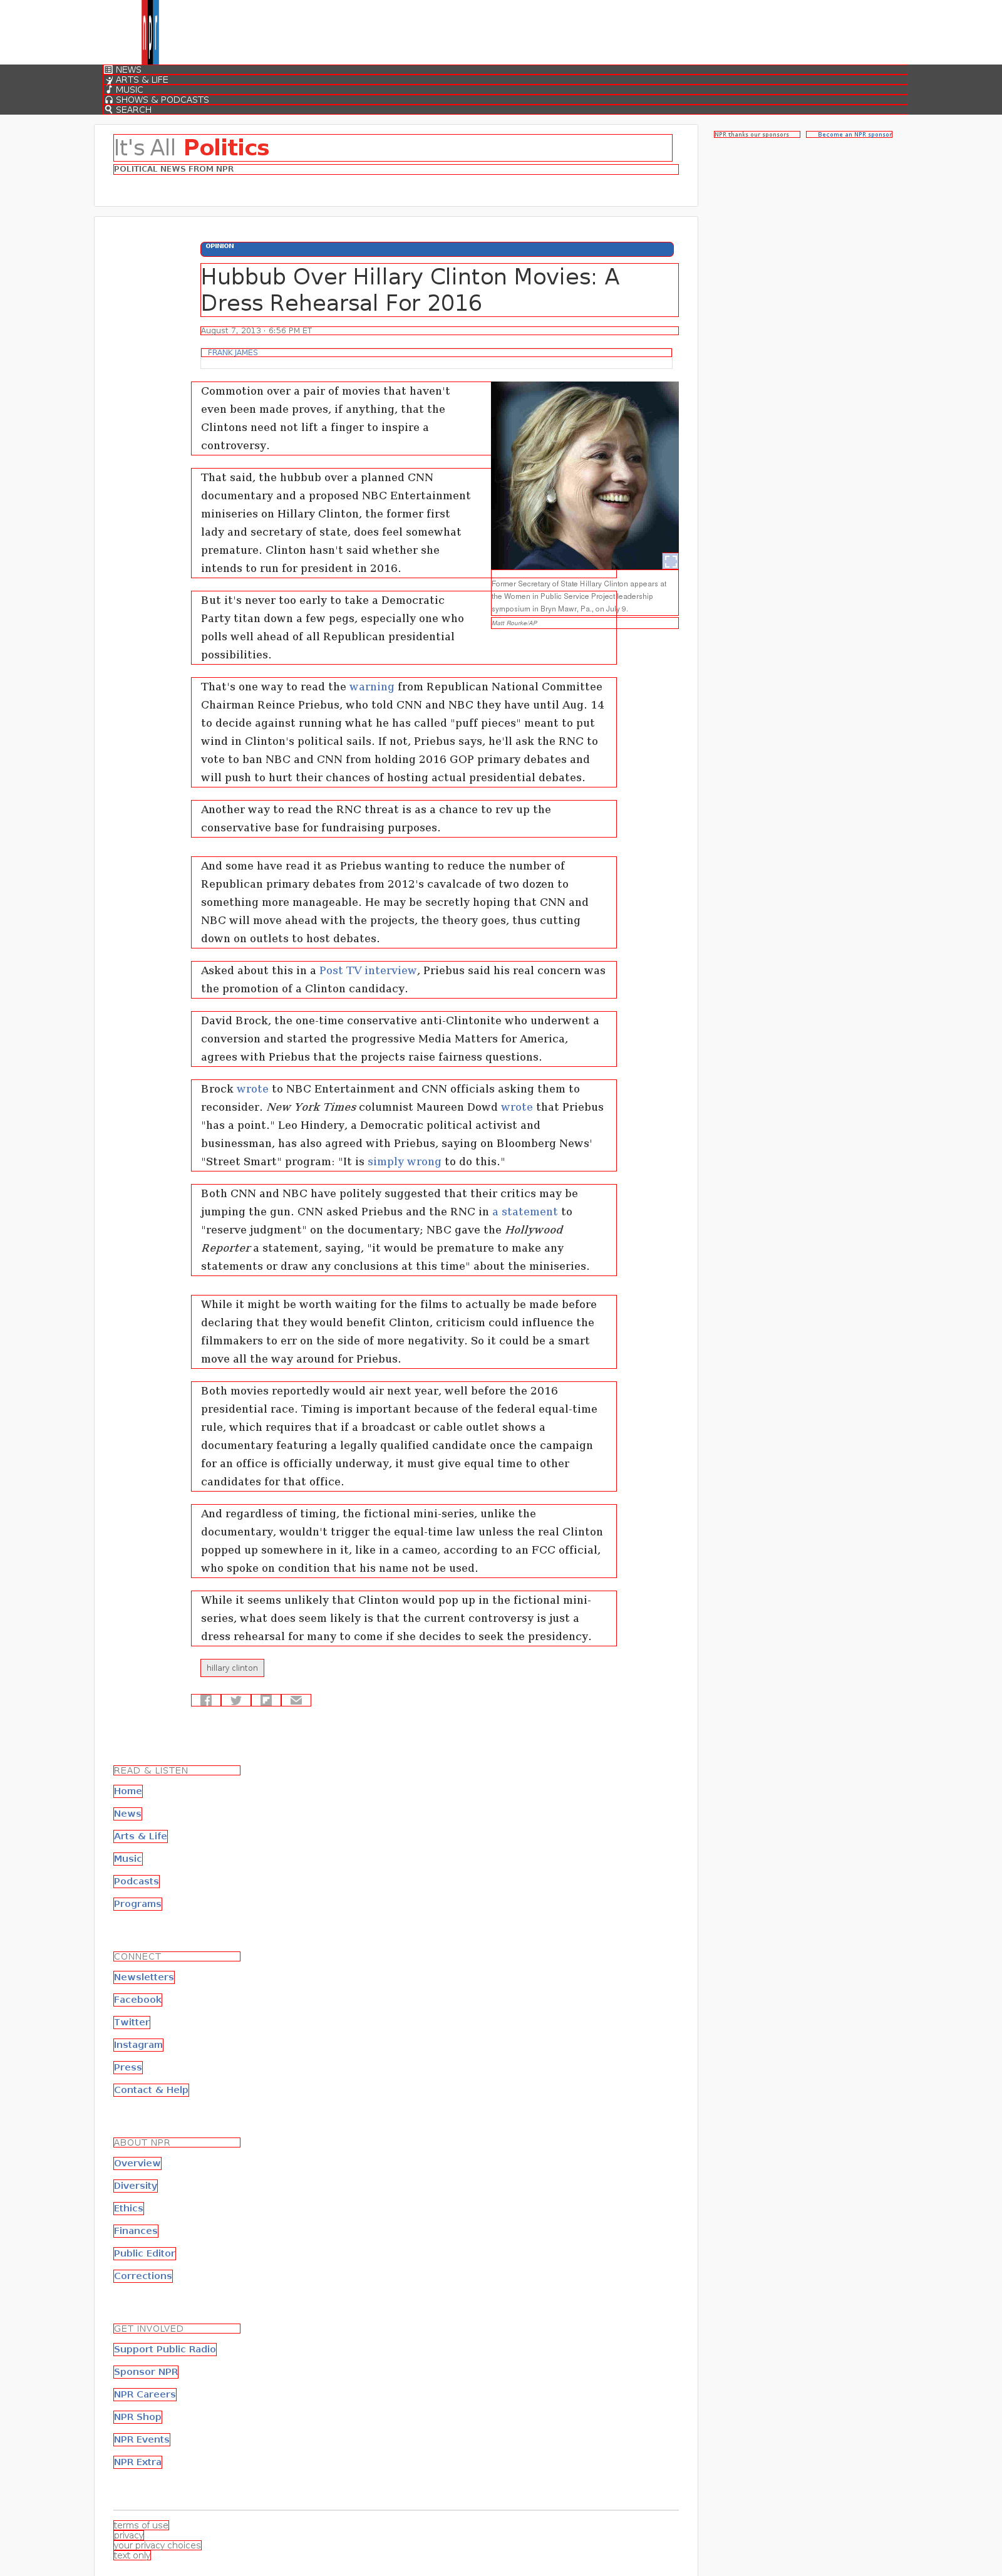 NEWS
ARTS & LIFE
MUSIC
SHOWS & PODCASTS
SEARCH
NPR thanks our sponsors
Become an NPR sponsor
It's All Politics
POLITICAL NEWS FROM NPR
OPINION
Hubbub Over Hillary Clinton Movies: A
Dress Rehearsal For 2016
August 7, 2013 · 6:56 PM ET
FRANK JAMES
Commotion over a pair of movies that haven't
even been made proves, if anything, that the
Clintons need not lift a finger to inspire a
controversy.
That said, the hubbub over a planned CNN
documentary and a proposed NBC Entertainment
miniseries on Hillary Clinton, the former first
lady and secretary of state, does feel somewhat
premature. Clinton hasn't said whether she
intends to run for president in 2016.
Former Secretary of State Hillary Clinton appears at
the Women in Public Service Project leadership
symposium in Bryn Mawr, Pa., on July 9.
Matt Rourke/AP
But it's never too early to take a Democratic
Party titan down a few pegs, especially one who
polls well ahead of all Republican presidential
possibilities.
That's one way to read the warning from Republican National Committee
Chairman Reince Priebus, who told CNN and NBC they have until Aug. 14
to decide against running what he has called "puff pieces" meant to put
wind in Clinton's political sails. If not, Priebus says, he'll ask the RNC to
vote to ban NBC and CNN from holding 2016 GOP primary debates and
will push to hurt their chances of hosting actual presidential debates.
Another way to read the RNC threat is as a chance to rev up the
conservative base for fundraising purposes.
And some have read it as Priebus wanting to reduce the number of
Republican primary debates from 2012's cavalcade of two dozen to
something more manageable. He may be secretly hoping that CNN and
NBC will move ahead with the projects, the theory goes, thus cutting
down on outlets to host debates.
Asked about this in a Post TV interview, Priebus said his real concern was
the promotion of a Clinton candidacy.
David Brock, the one-time conservative anti-Clintonite who underwent a
conversion and started the progressive Media Matters for America,
agrees with Priebus that the projects raise fairness questions.
Brock wrote to NBC Entertainment and CNN officials asking them to
reconsider. New York Times columnist Maureen Dowd wrote that Priebus
"has a point." Leo Hindery, a Democratic political activist and
businessman, has also agreed with Priebus, saying on Bloomberg News'
"Street Smart" program: "It is simply wrong to do this."
Both CNN and NBC have politely suggested that their critics may be
jumping the gun. CNN asked Priebus and the RNC in a statement to
"reserve judgment" on the documentary; NBC gave the Hollywood
Reporter a statement, saying, "it would be premature to make any
statements or draw any conclusions at this time" about the miniseries.
While it might be worth waiting for the films to actually be made before
declaring that they would benefit Clinton, criticism could influence the
filmmakers to err on the side of more negativity. So it could be a smart
move all the way around for Priebus.
Both movies reportedly would air next year, well before the 2016
presidential race. Timing is important because of the federal equal-time
rule, which requires that if a broadcast or cable outlet shows a
documentary featuring a legally qualified candidate once the campaign
for an office is officially underway, it must give equal time to other
candidates for that office.
And regardless of timing, the fictional mini-series, unlike the
documentary, wouldn't trigger the equal-time law unless the real Clinton
popped up somewhere in it, like in a cameo, according to an FCC official,
who spoke on condition that his name not be used.
While it seems unlikely that Clinton would pop up in the fictional mini-
series, what does seem likely is that the current controversy is just a
dress rehearsal for many to come if she decides to seek the presidency.
hillary clinton
READ & LISTEN
Home
News
Arts & Life
Music
Podcasts
Programs
CONNECT
Newsletters
Facebook
Twitter
Instagram
Press
Contact & Help
ABOUT NPR
Overview
Diversity
Ethics
Finances
Public Editor
Corrections
GET INVOLVED
Support Public Radio
Sponsor NPR
NPR Careers
NPR Shop
NPR Events
NPR Extra
terms of use
privacy
your privacy choices
text only